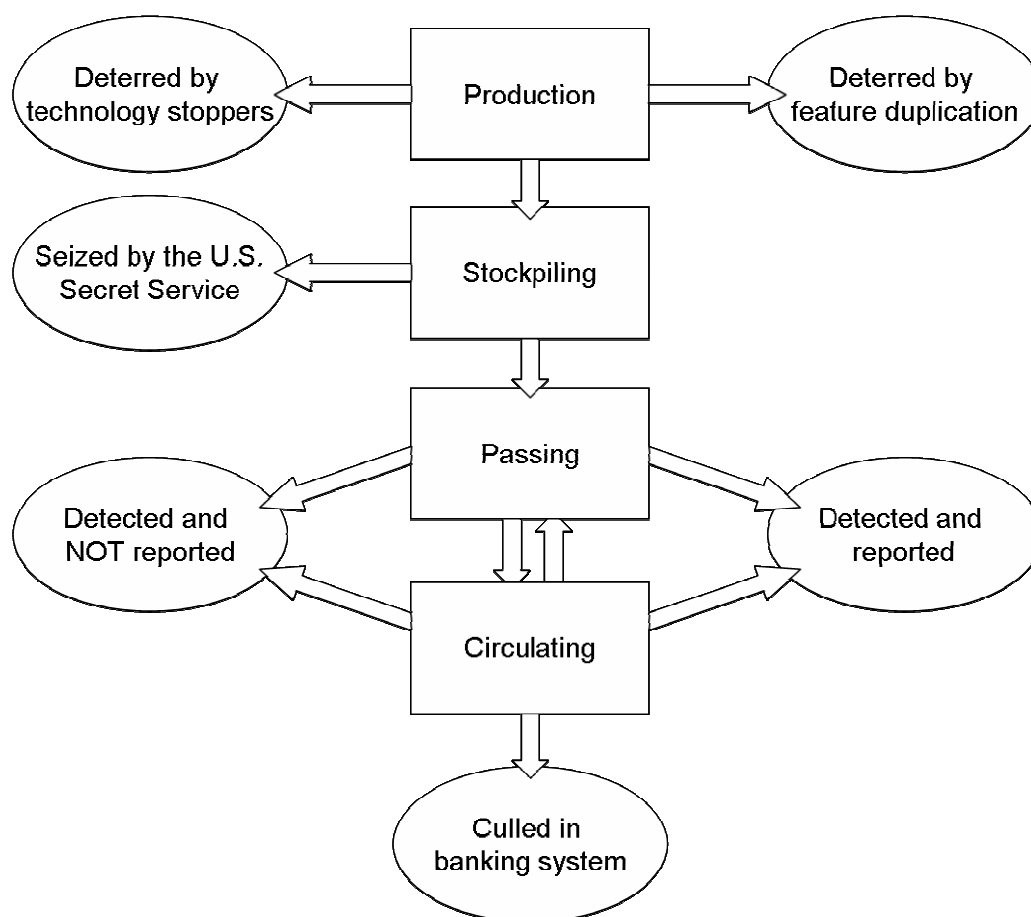 Deterred by
technology stoppers
Production
Deterred by
feature duplication
Seized by the U.S.
Secret Service
Stockpiling
Passing
Detected and
NOT reported
Detected and
reported
Circulating
Culled in
banking system